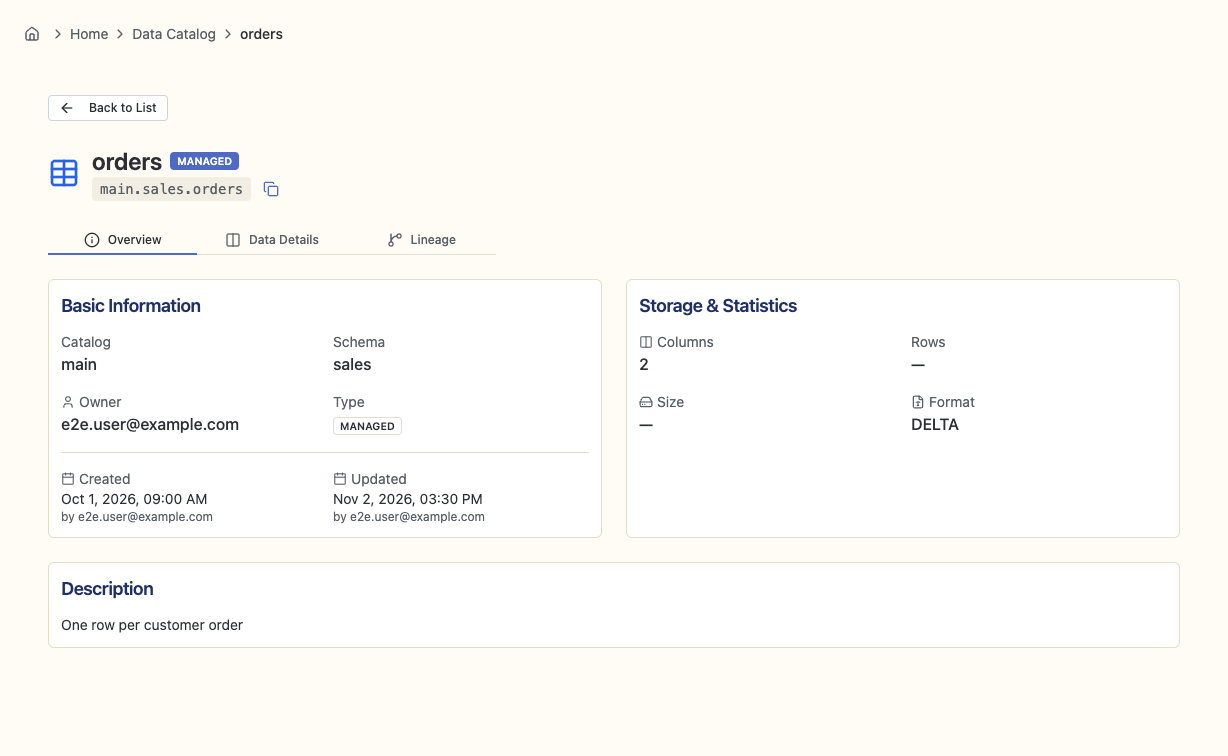 Home > Data Catalog > orders
Back to List
orders MANAGED
main.sales.orders
Overview Data Details Lineage
Basic Information
Catalog Schema
main sales
Owner Type
e2e.user@example.com MANAGED
Created Updated
Oct 1, 2026, 09:00 AM Nov 2, 2026, 03:30 PM
by e2e.user@example.com by e2e.user@example.com
Storage & Statistics
Columns Rows
2 —
Size Format
— DELTA
Description
One row per customer order